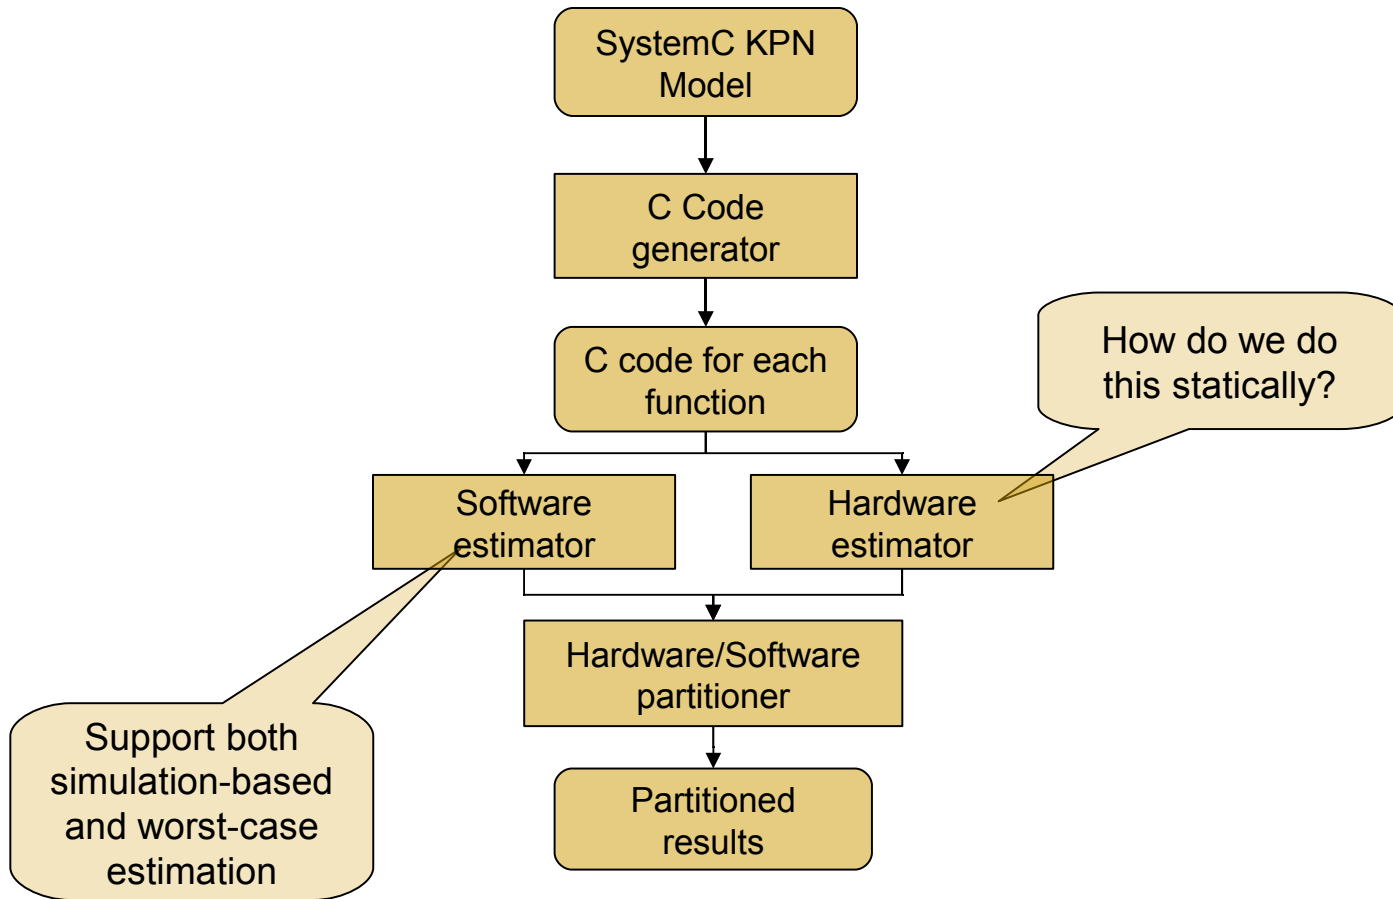 SystemC KPN
Model
C Code
generator
C code for each
function
How do we do
this statically?
Software
estimator
Hardware
estimator
Hardware/Software
partitioner
Support both
simulation-based
and worst-case
estimation
Partitioned
results